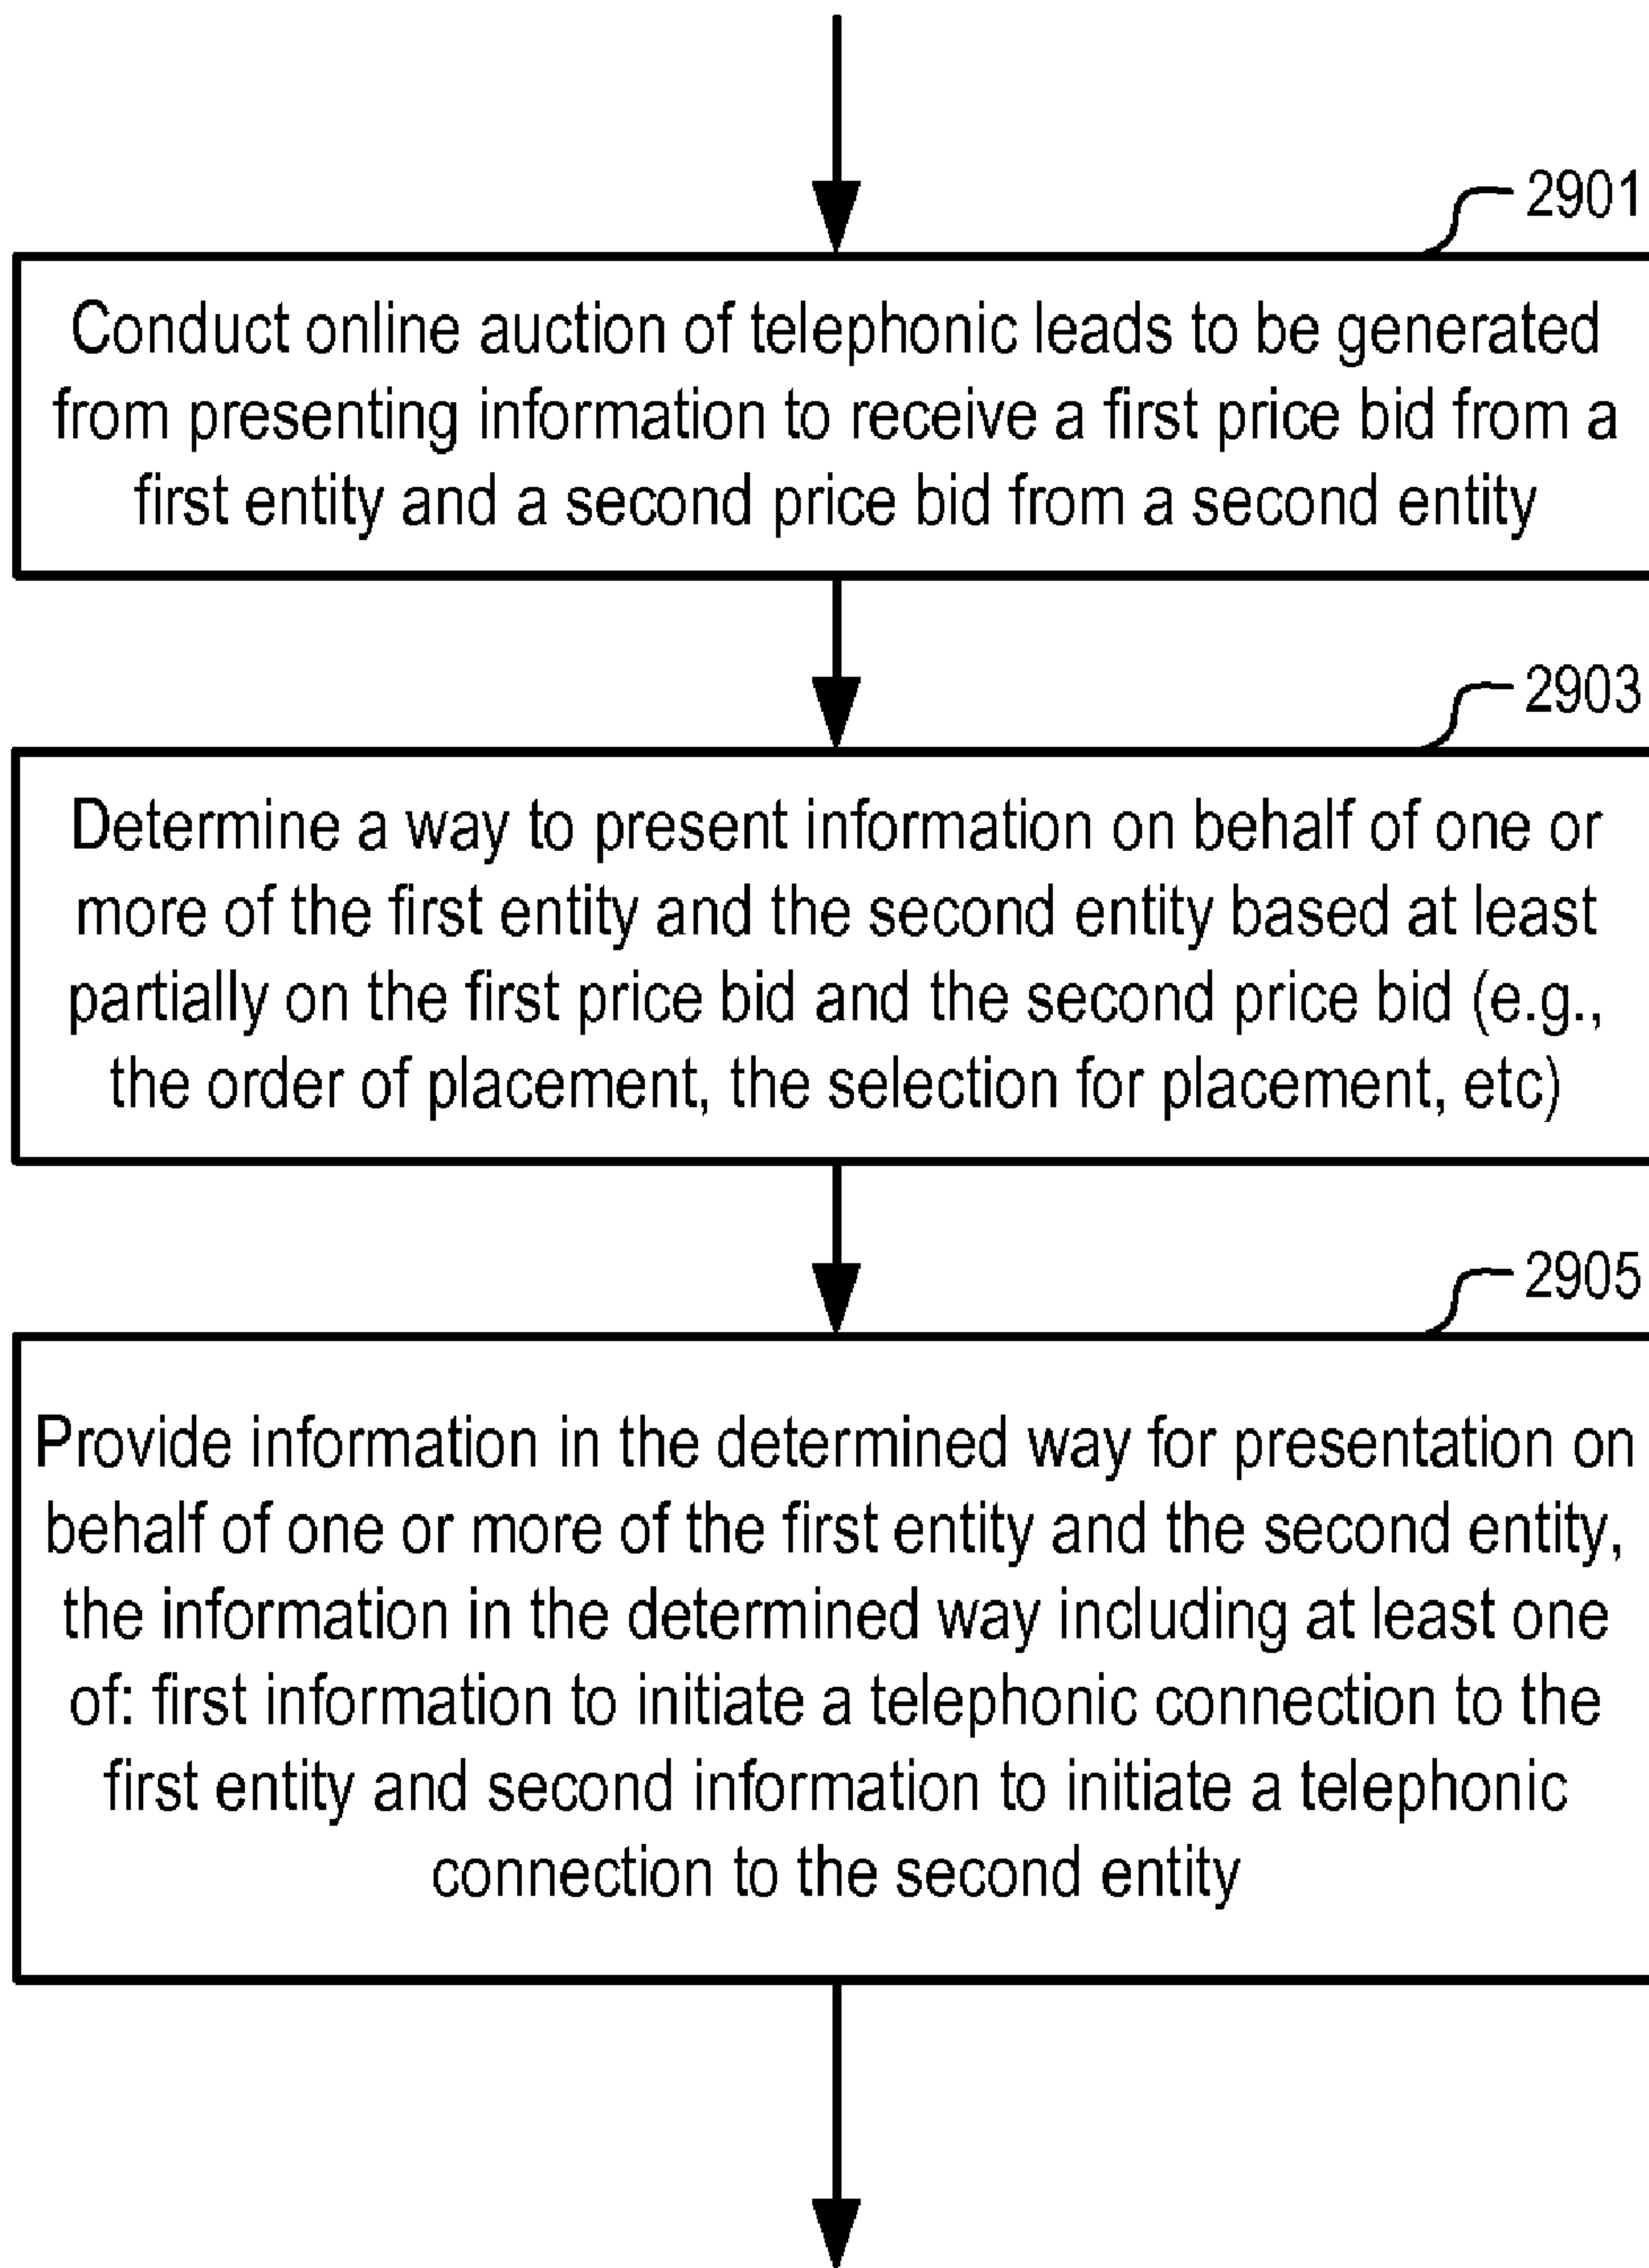 2901
Conduct online auction of telephonic leads to be generated
from presenting information to receive a first price bid from a
first entity and a second price bid from a second entity
2903
Determine a way to present information on behalf of one or
more of the first entity and the second entity based at least
partially on the first price bid and the second price bid (e.g.,
the order of placement, the selection for placement, etc)
2905
Provide information in the determined way for presentation on
behalf of one or more of the first entity and the second entity,
the information in the determined way including at least one
of: first information to initiate a telephonic connection to the
first entity and second information to initiate a telephonic
connection to the second entity